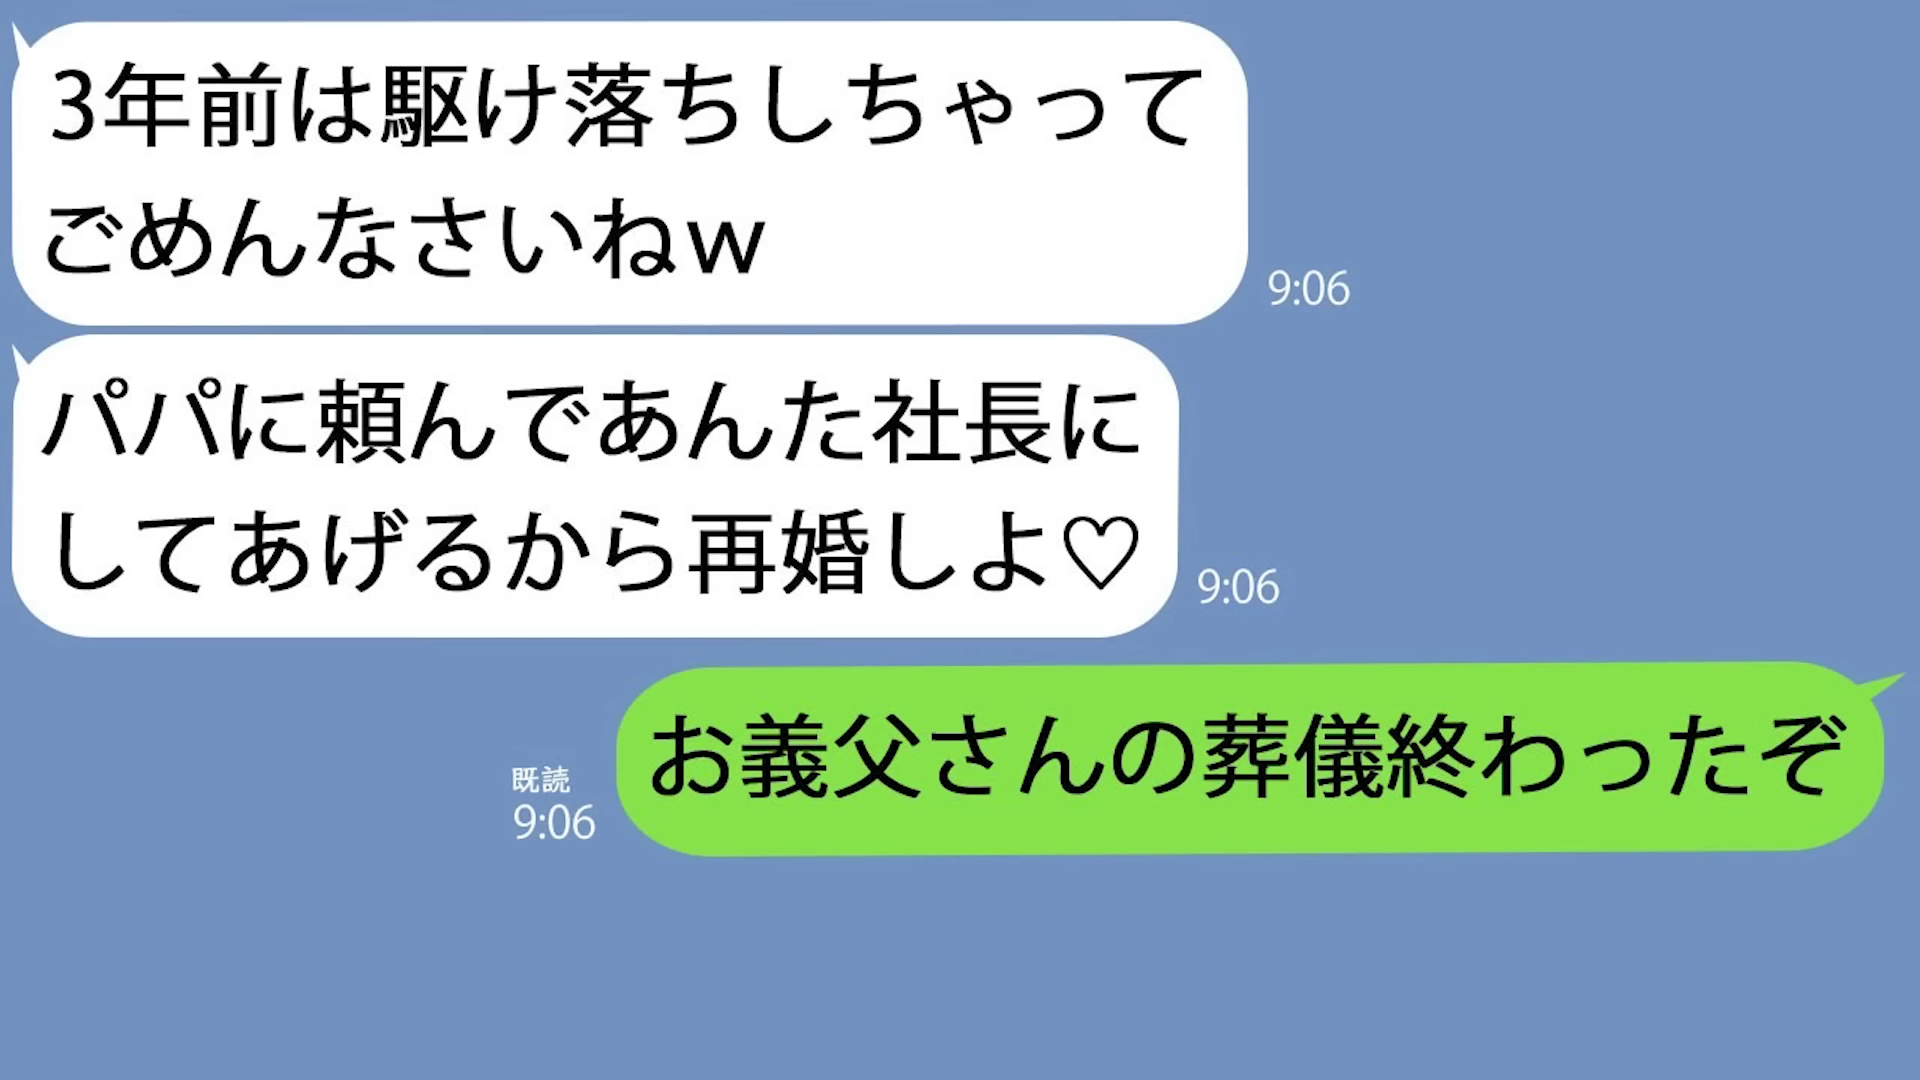 3年前は駆け落ちしちゃって
ごめんなさいねｗ
9:06
パパに頼んであんた社長に
してあげるから再婚しよ♡
9:06
お義父さんの葬儀終わったぞ
既読
9:06